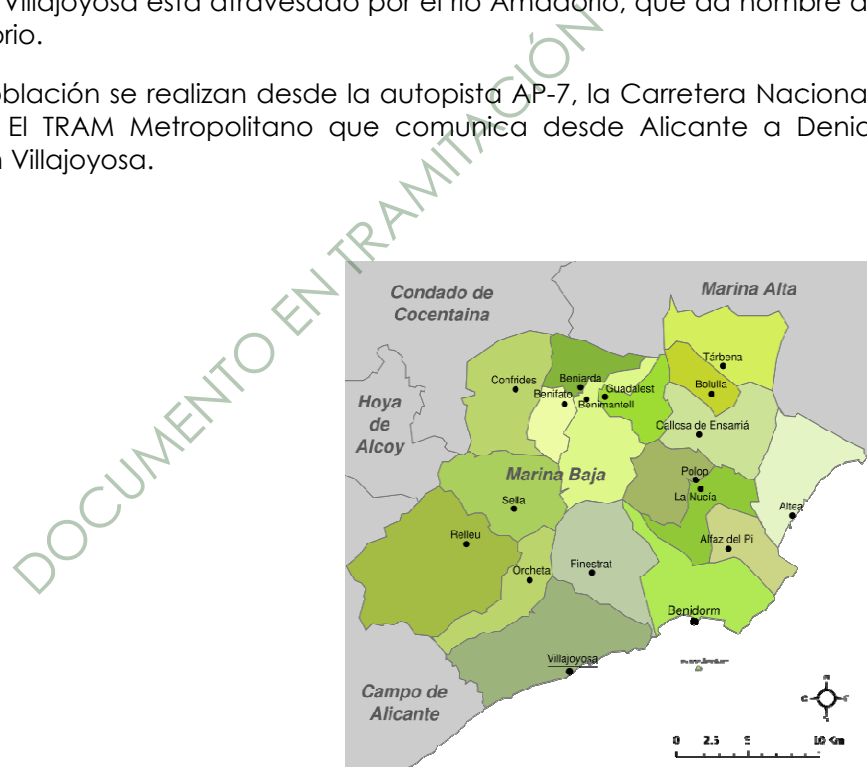 Villajoyosa está atravesado por el río Amadorio, que da nombre a
orio.
oblación se realizan desde la autopista AP-7, la Carretera Naciona
El TRAM Metropolitano que comunica desde Alicante a Denia
Villajoyosa.
DOCUMENTO EN TRAMITACIÓN
Condado de
Cocentaina
Marina Alta
Tárbena
Confrides
Beniarda
Guadalest
Bolulla
Benifato
Benimantell
Hoya
de
Alcoy
Callosa de Ensarriá
Marina Baja
Polop
La Nucía
Sella
Altea
Relleu
Alfaz del Pí
Orcheta
Finestrat
Benidorm
Villajoyosa
Campo de
Alicante
0 2.5 5 10 Km